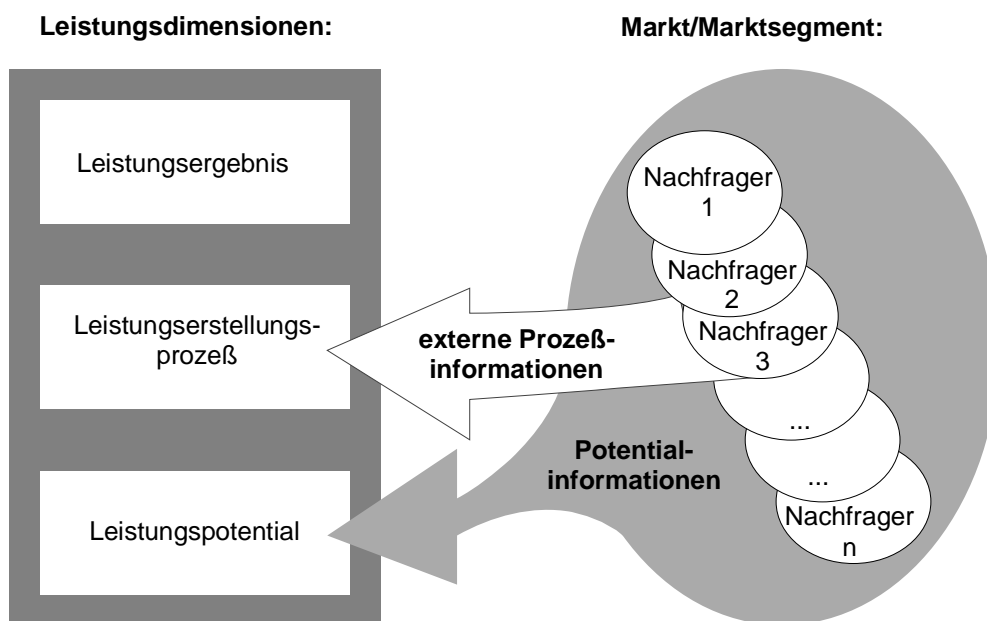 Leistungsdimensionen:
Markt/Marktsegment:
Leistungsergebnis
Leistungserstellungs-
prozeß
Leistungspotential
externe Prozeß-
informationen
Potential-
informationen
Nachfrager
1
Nachfrager
2
Nachfrager
3
...
...
Nachfrager
n